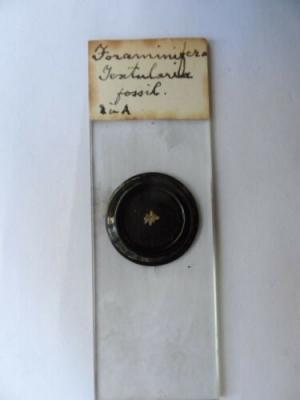 Foraminifera
Textularia
fossil.
2 in A